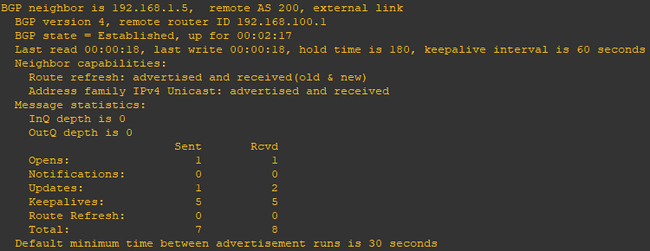 BGP neighbor is 192.168.1.5,  remote AS 200, external link
  BGP version 4, remote router ID 192.168.100.1
  BGP state = Established, up for 00:02:17
  Last read 00:00:18, last write 00:00:18, hold time is 180, keepalive interval is 60 seconds
  Neighbor capabilities:
    Route refresh: advertised and received(old & new)
    Address family IPv4 Unicast: advertised and received
  Message statistics:
    InQ depth is 0
    OutQ depth is 0
                         Sent       Rcvd
    Opens:                  1          1
    Notifications:          0          0
    Updates:                1          2
    Keepalives:             5          5
    Route Refresh:          0          0
    Total:                  7          8
  Default minimum time between advertisement runs is 30 seconds